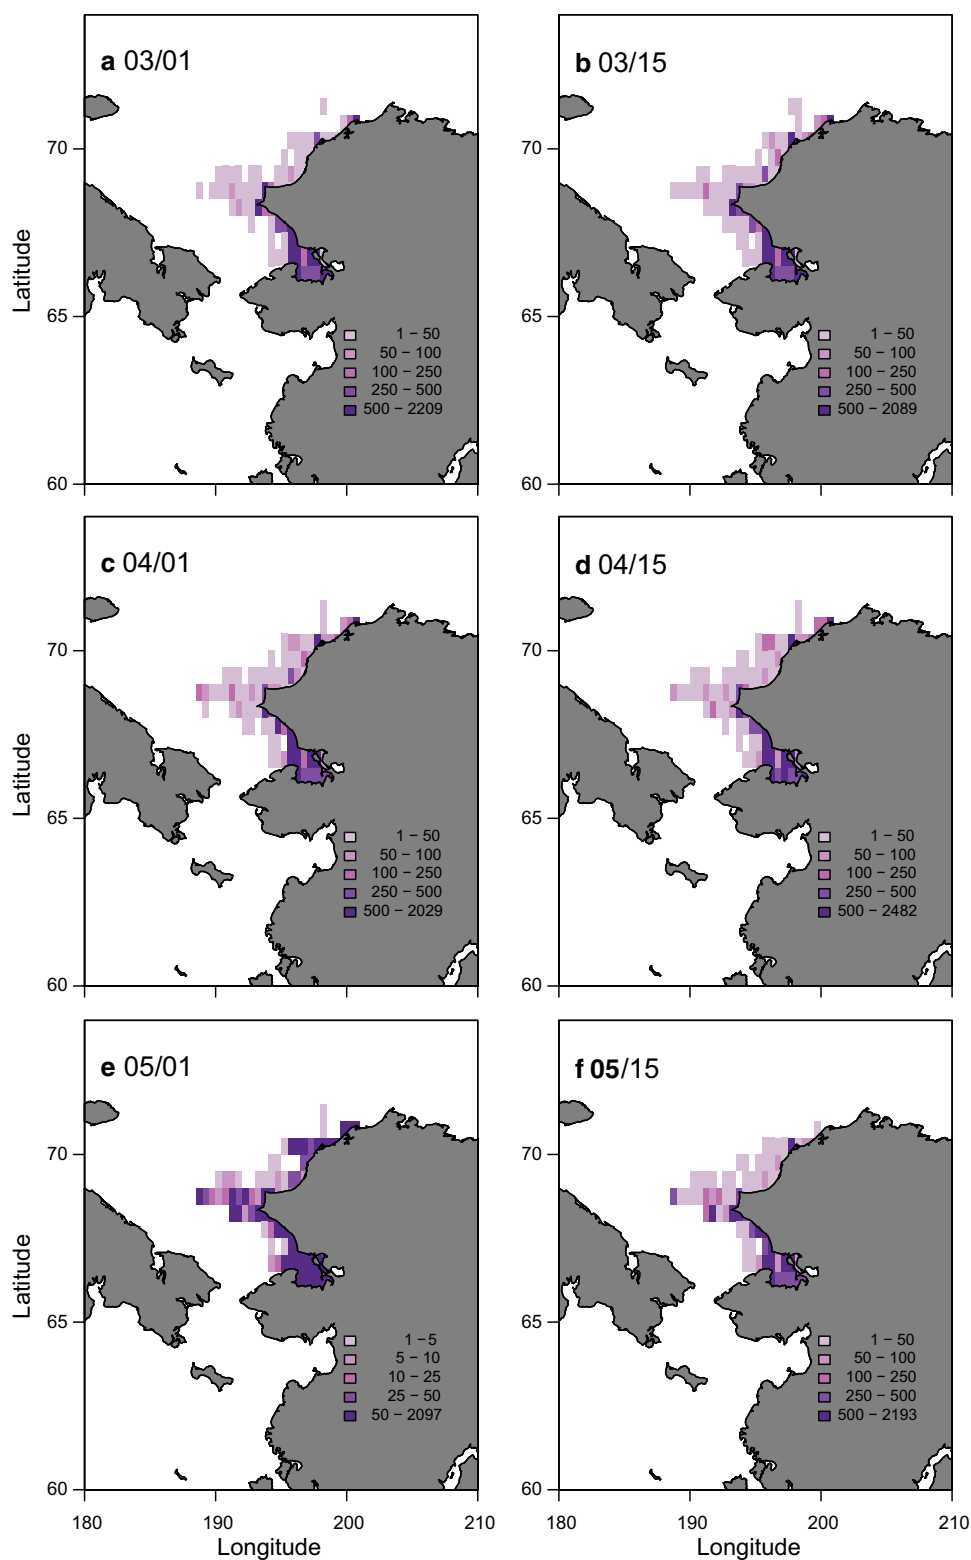 a 03/01
b 03/15
70
70
Latitude
65
65
1 − 50
50 − 100
100 − 250
250 − 500
500 − 2209
1 − 50
50 − 100
100 − 250
250 − 500
500 − 2089
60
60
c 04/01
d 04/15
70
70
Latitude
65
65
1 − 50
50 − 100
100 − 250
250 − 500
500 − 2029
1 − 50
50 − 100
100 − 250
250 − 500
500 − 2482
60
60
e 05/01
f 05/15
70
70
Latitude
65
65
1 − 5
5 − 10
10 − 25
25 − 50
50 − 2097
1 − 50
50 − 100
100 − 250
250 − 500
500 − 2193
60
60
180 190 200 210
180 190 200 210
Longitude
Longitude